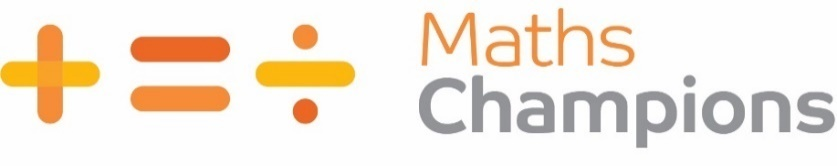 + = ÷ Maths
Champions